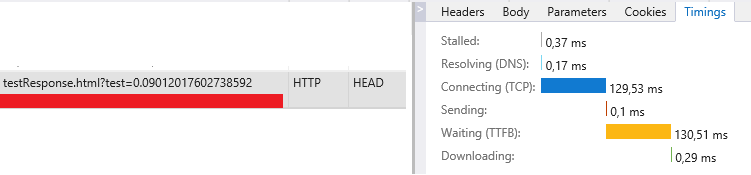 Headers Body Parameters Cookies Timings
Stalled: 0,37 ms
Resolving (DNS): 0,17 ms
testResponse.html?test=0.09012017602738592 HTTP HEAD
Connecting (TCP): 129,53 ms
Sending: 0,1 ms
Waiting (TTFB): 130,51 ms
Downloading: 0,29 ms